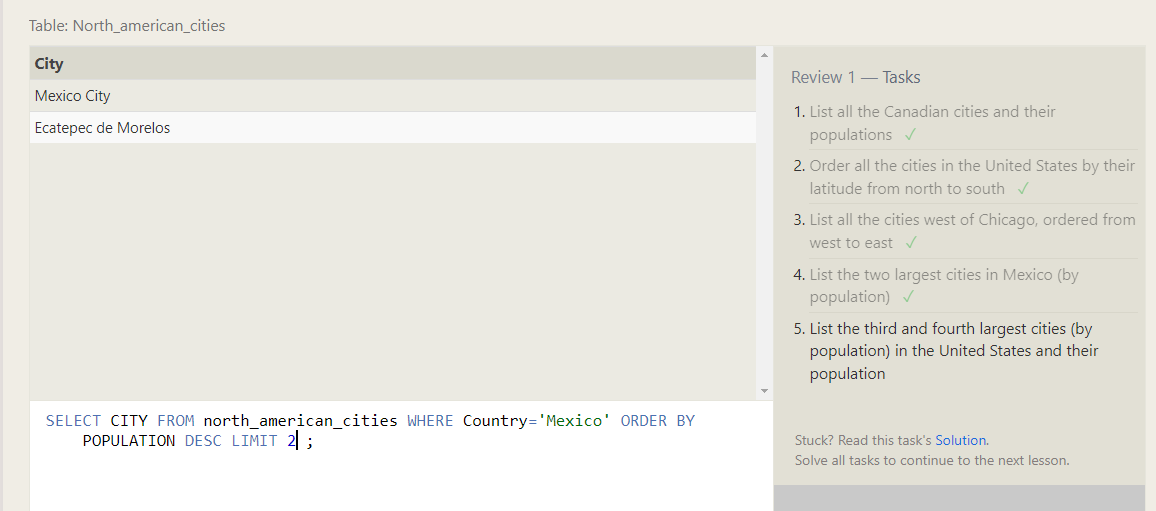 Table: North_american_cities
City
Mexico City
Ecatepec de Morelos
SELECT CITY FROM north_american_cities WHERE Country='Mexico' ORDER BY
POPULATION DESC LIMIT 2 ;
Review 1 — Tasks
1. List all the Canadian cities and their
populations ✓
2. Order all the cities in the United States by their
latitude from north to south ✓
3. List all the cities west of Chicago, ordered from
west to east ✓
4. List the two largest cities in Mexico (by
population) ✓
5. List the third and fourth largest cities (by
population) in the United States and their
population
Stuck? Read this task's Solution.
Solve all tasks to continue to the next lesson.